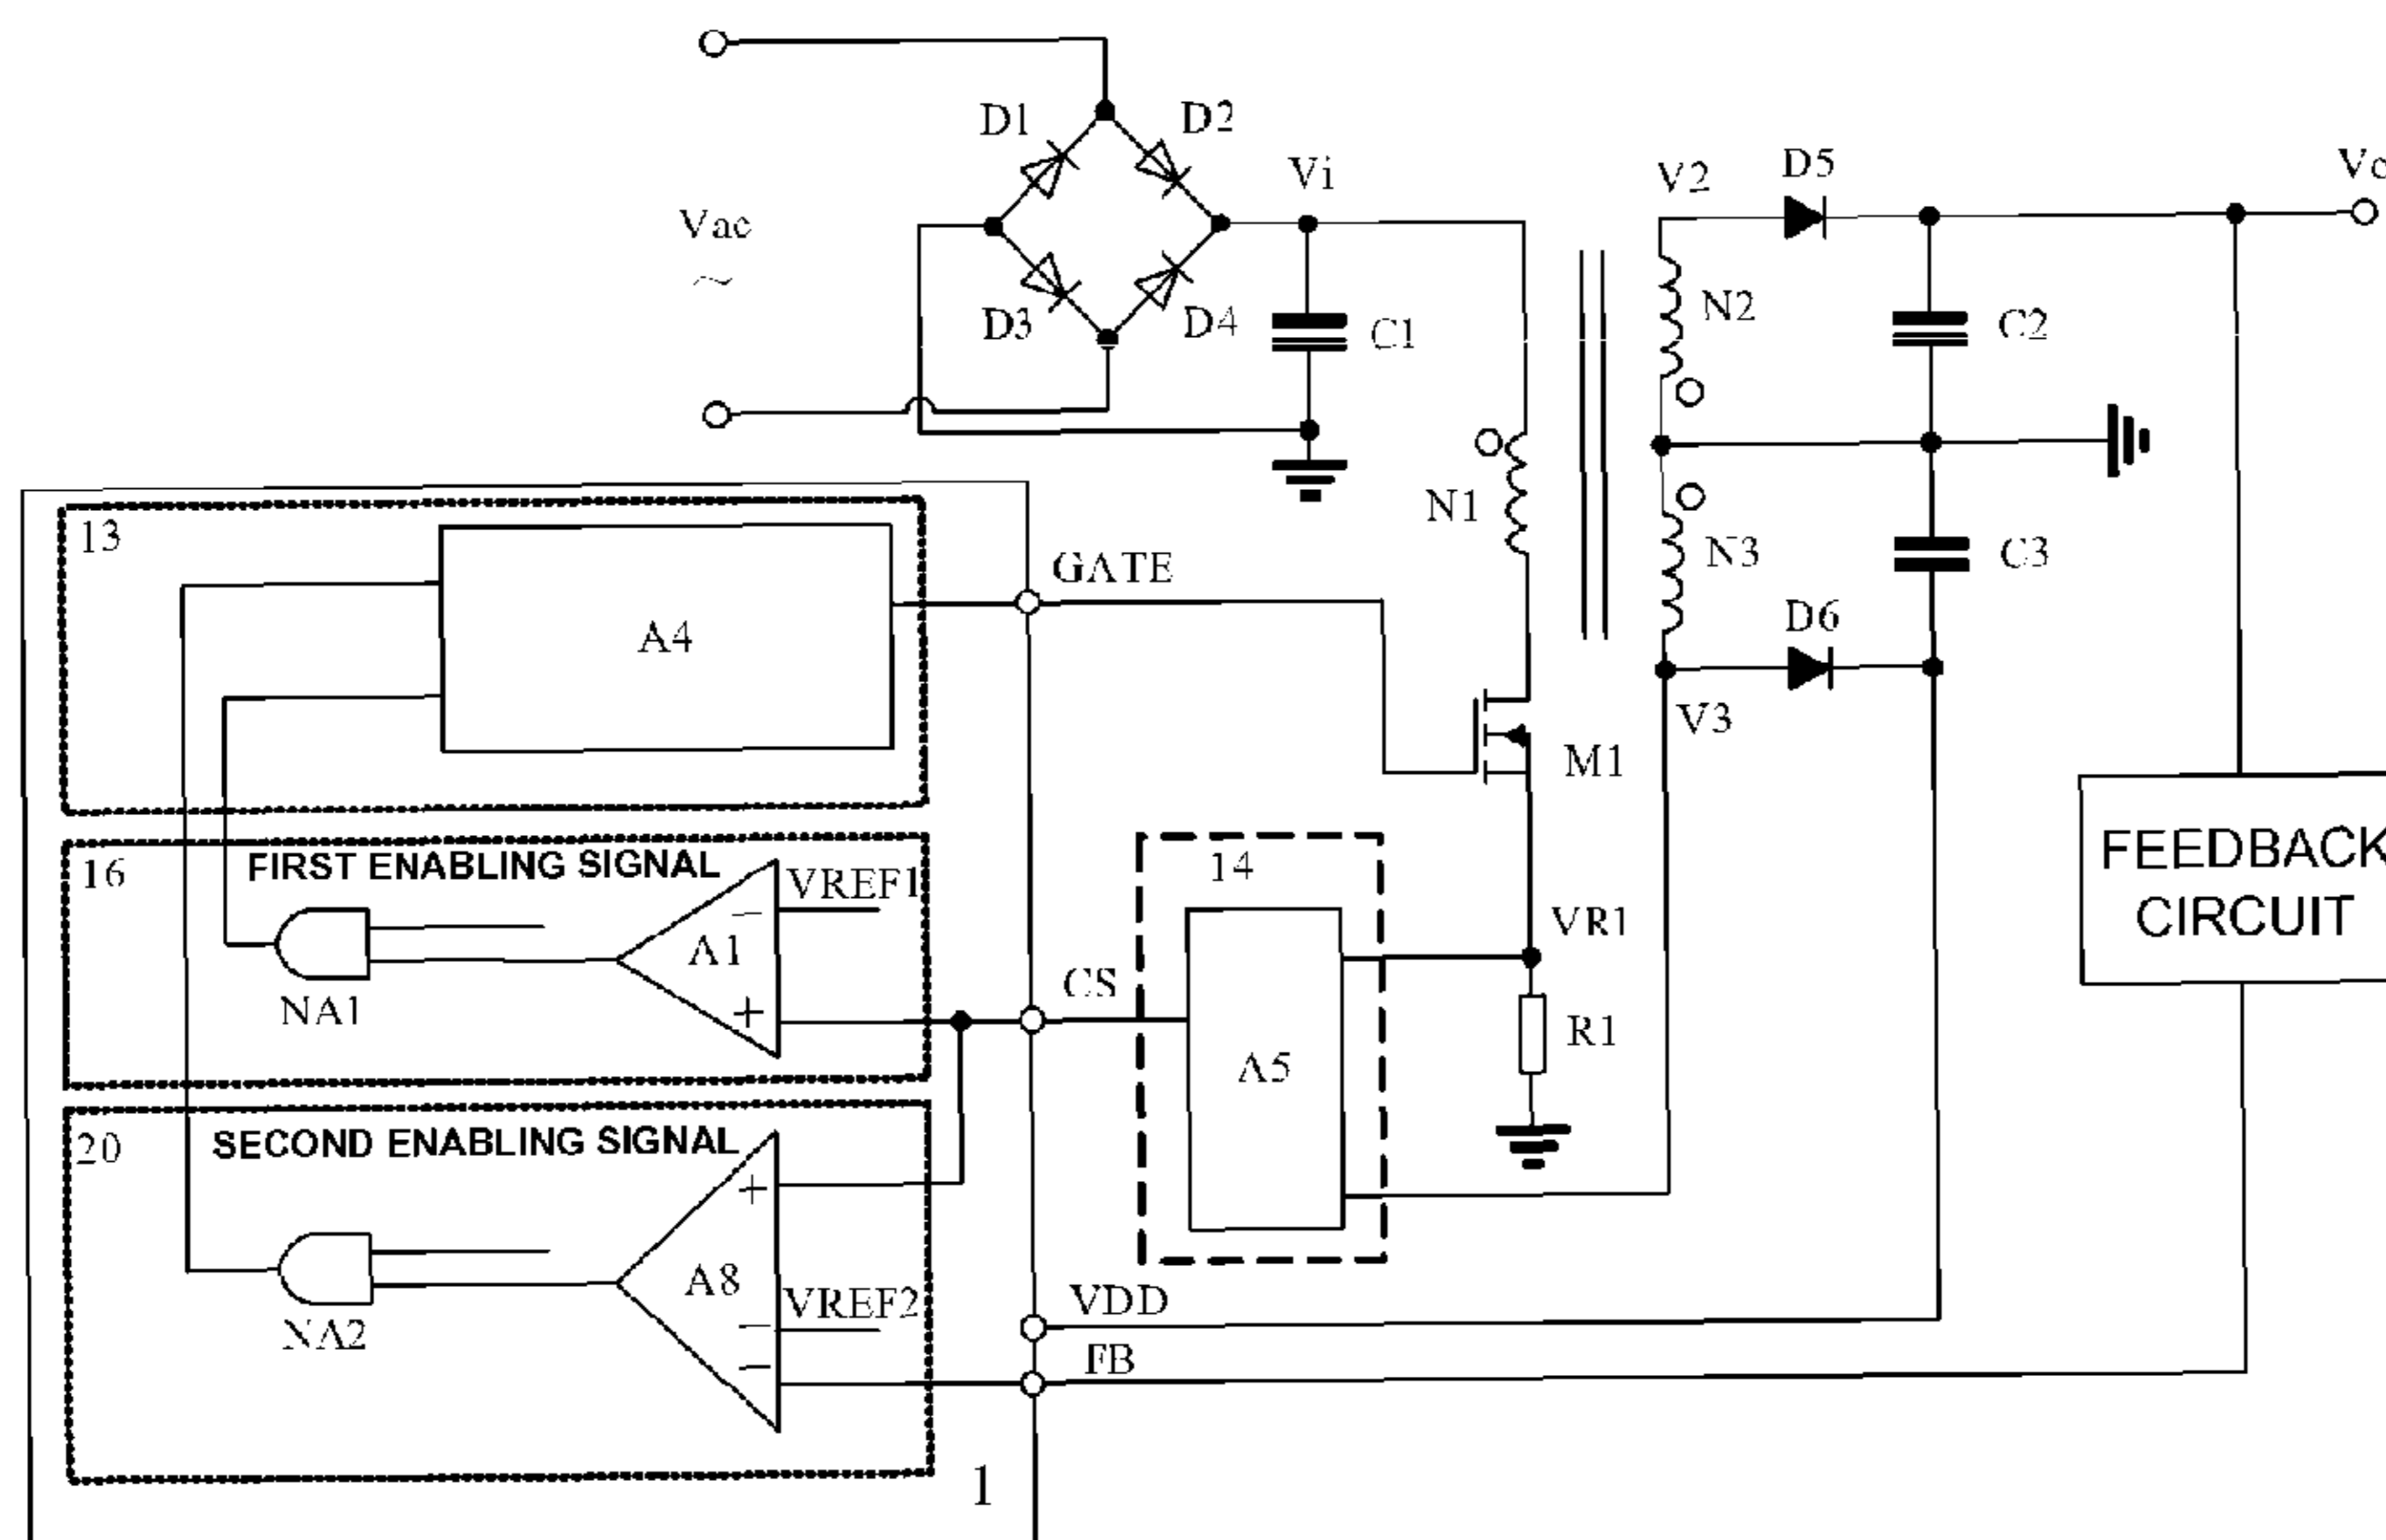 D1
D2
Vac
~
Vi
D3
D4
C1
V2
D5
N2
C2
N1
N3
C3
D6
V3
13
A4
GATE
M1
16
FIRST ENABLING SIGNAL
VREF1
A1
NA1
CS
14
A5
VR1
R1
FEEDBACK
CIRCUIT
20
SECOND ENABLING SIGNAL
A8
VREF2
NA2
VDD
FB
1